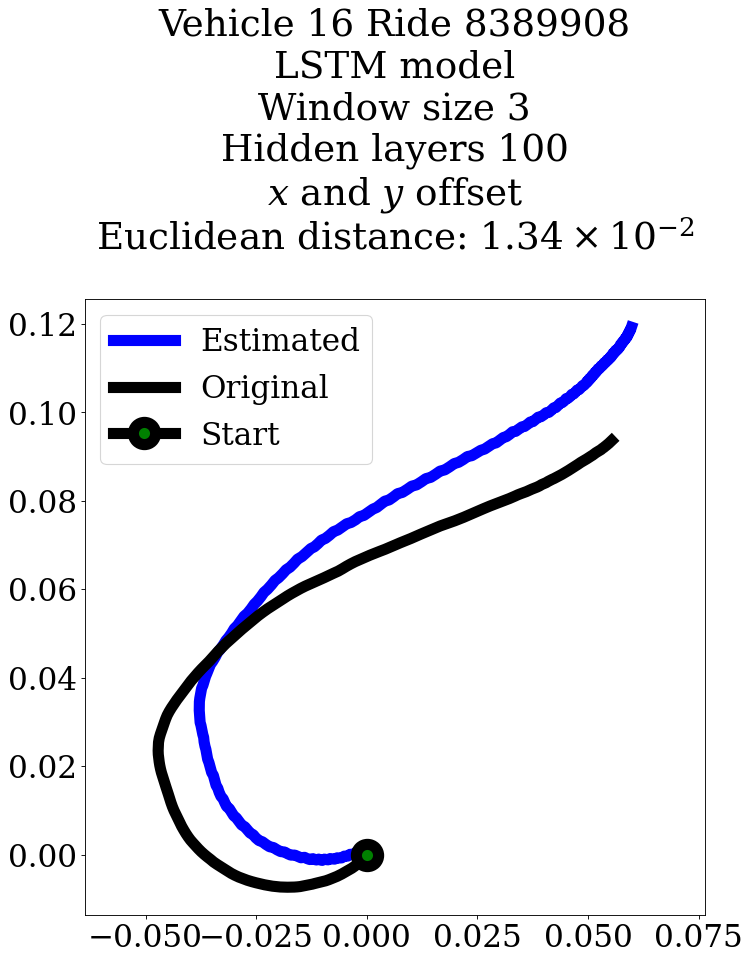 Vehicle 16 Ride 8389908
LSTM model
Window size 3
Hidden layers 100
x and y offset
Euclidean distance: 1.34 × 10⁻²
Estimated
Original
Start
0.12
0.10
0.08
0.06
0.04
0.02
0.00
−0.050 −0.025 0.000 0.025 0.050 0.075